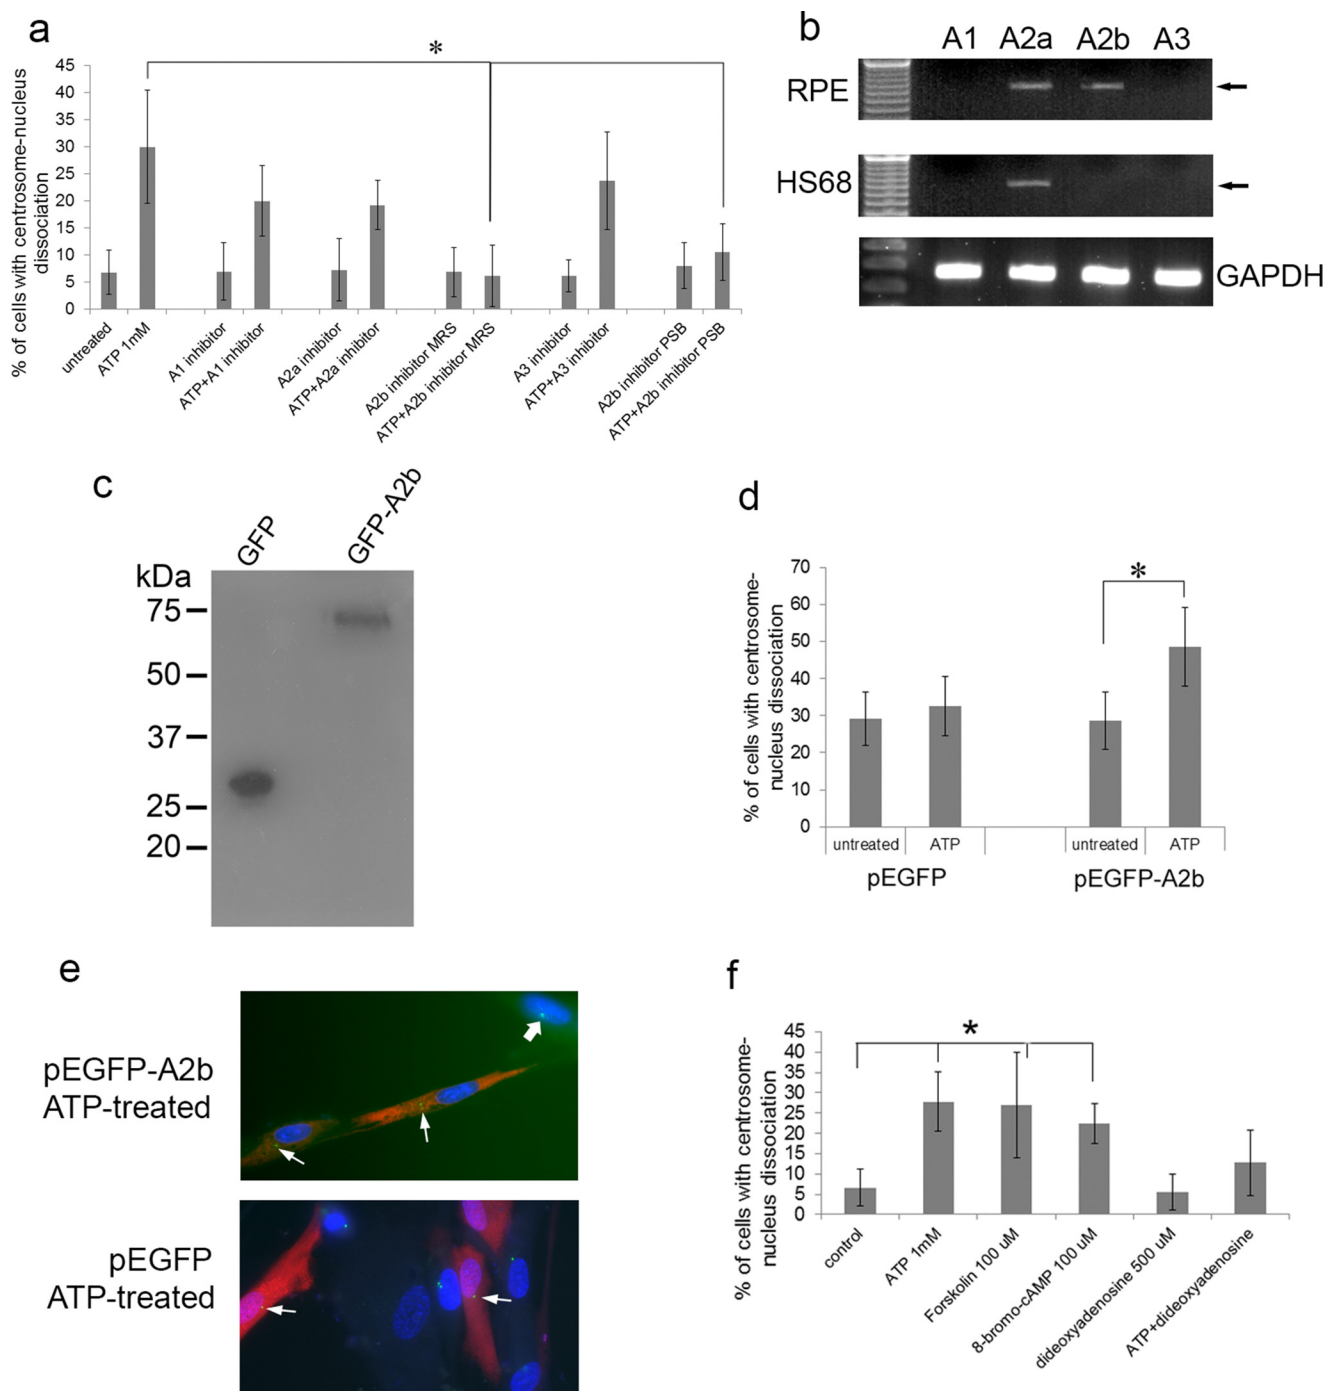 a
% of cells with centrosome-nucleus
dissociation
45
40
35
30
25
20
15
10
5
0
*
untreated
ATP 1mM
A1 inhibitor
ATP+A1 inhibitor
A2a inhibitor
ATP+A2a inhibitor
A2b inhibitor MRS
ATP+A2b inhibitor MRS
A3 inhibitor
ATP+A3 inhibitor
A2b inhibitor PSB
ATP+A2b inhibitor PSB
b
A1 A2a A2b A3
RPE
HS68
GAPDH
c
GFP
GFP-A2b
kDa
75
50
37
25
20
d
% of cells with centrosome-
nucleus dissociation
70
60
50
40
30
20
10
0
*
untreated ATP untreated ATP
pEGFP pEGFP-A2b
e
pEGFP-A2b
ATP-treated
pEGFP
ATP-treated
f
% of cells with centrosome-
nucleus dissociation
45
40
35
30
25
20
15
10
5
0
*
control
ATP 1mM
Forskolin 100 uM
8-bromo-cAMP 100 uM
dideoxyadenosine 500 uM
ATP+dideoxyadenosine